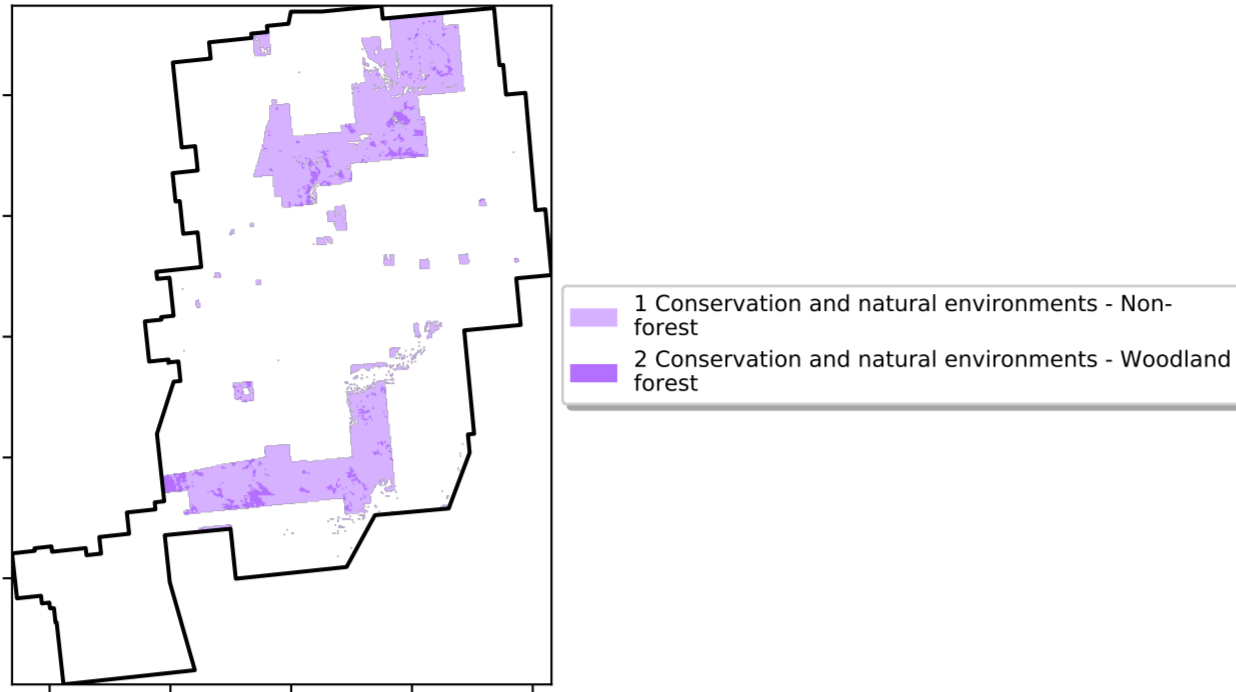 1 Conservation and natural environments - Non-
forest
2 Conservation and natural environments - Woodland
forest